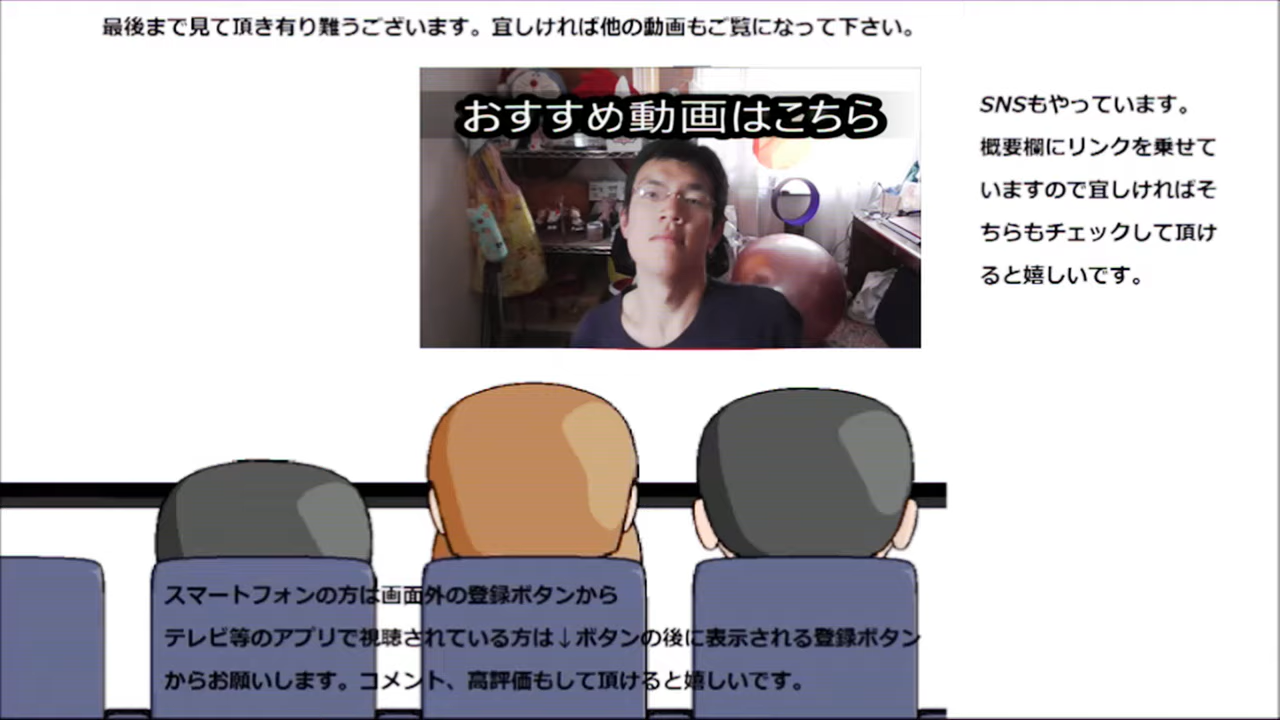 最後まで見て頂き有り難うございます。宜しければ他の動画もご覧になって下さい。
おすすめ動画はこちら
SNSもやっています。
概要欄にリンクを乗せて
いますので宜しければそ
ちらもチェックして頂け
ると嬉しいです。
スマートフォンの方は画面外の登録ボタンから
テレビ等のアプリで視聴されている方は↓ボタンの後に表示される登録ボタン
からお願いします。コメント、高評価もして頂けると嬉しいです。